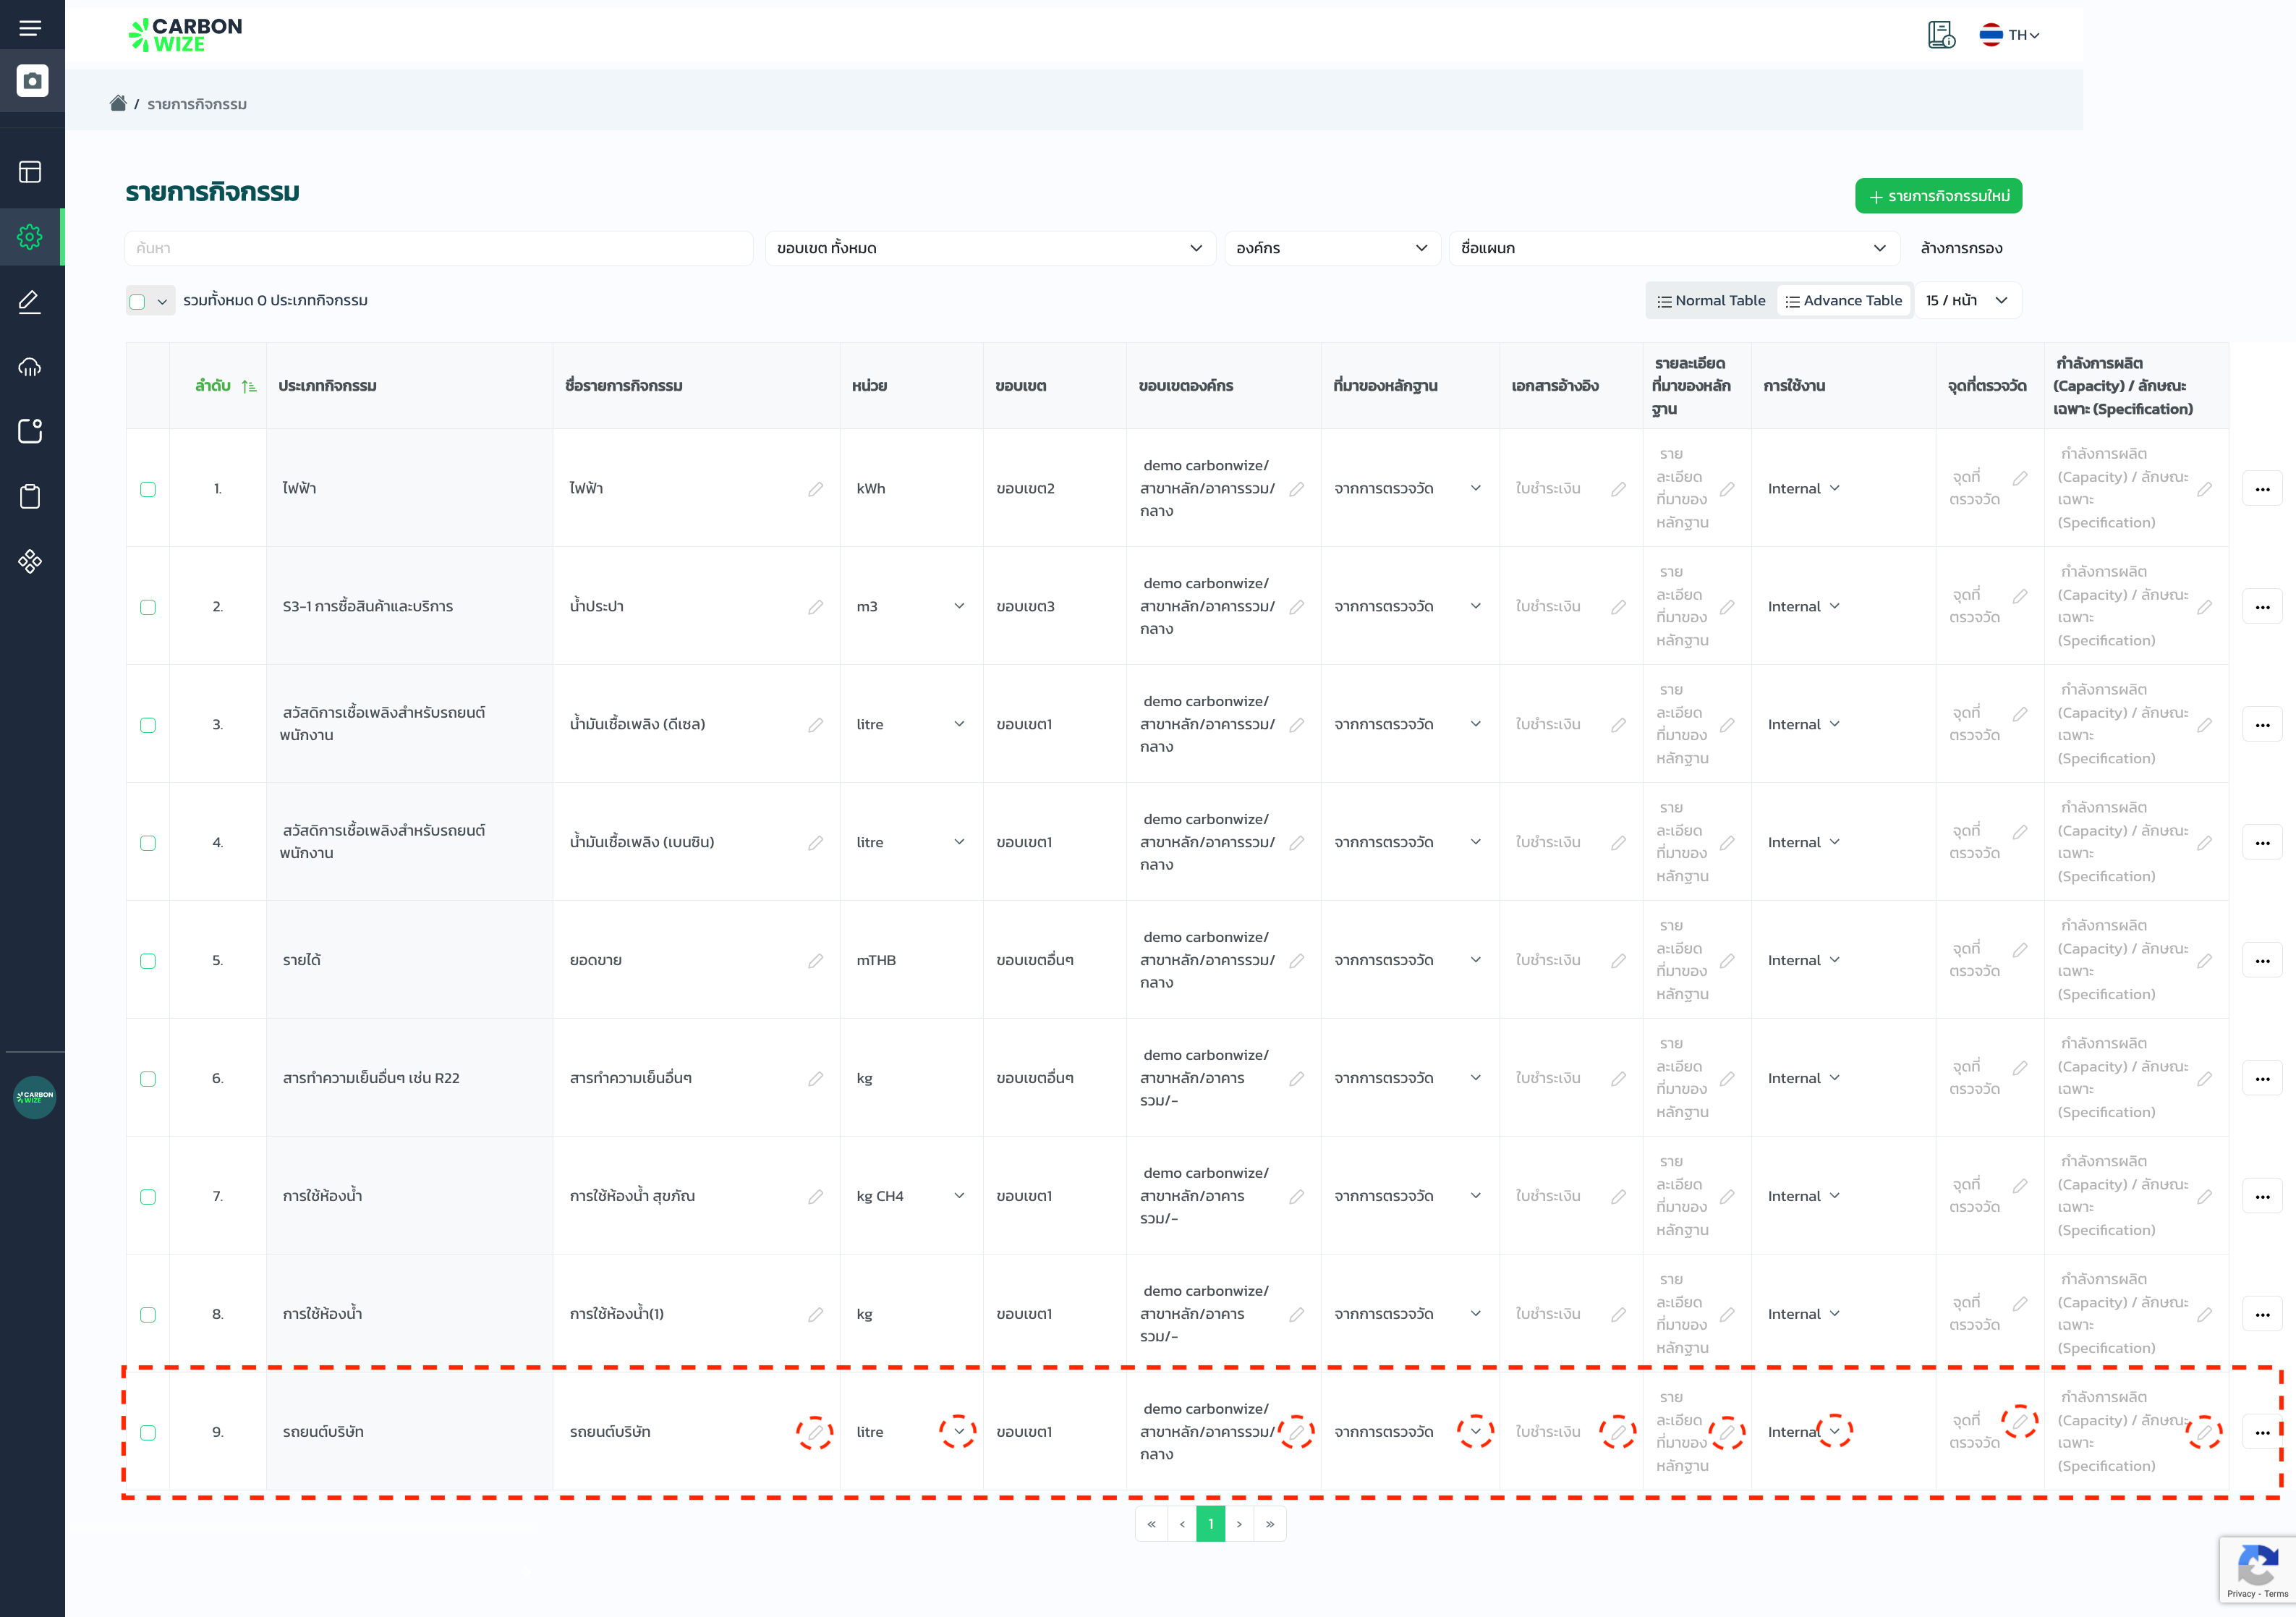 CARBON
WIZE
TH
/ รายการกิจกรรม
รายการกิจกรรม
+ รายการกิจกรรมใหม่
ค้นหา
ขอบเขต ทั้งหมด
องค์กร
ชื่อแผนก
ล้างการกรอง
รวมทั้งหมด 0 ประเภทกิจกรรม
Normal Table
Advance Table
15 / หน้า
ลำดับ
ประเภทกิจกรรม
ชื่อรายการกิจกรรม
หน่วย
ขอบเขต
ขอบเขตองค์กร
ที่มาของหลักฐาน
เอกสารอ้างอิง
รายละเอียด
ที่มาของหลัก
ฐาน
การใช้งาน
จุดที่ตรวจวัด
กำลังการผลิต
(Capacity) / ลักษณะ
เฉพาะ (Specification)
1.
ไฟฟ้า
ไฟฟ้า
kWh
ขอบเขต2
demo carbonwize/
สาขาหลัก/อาคารรวม/
กลาง
จากการตรวจวัด
ใบชำระเงิน
ราย
ละเอียด
ที่มาของ
หลักฐาน
Internal
จุดที่
ตรวจวัด
กำลังการผลิต
(Capacity) / ลักษณะ
เฉพาะ
(Specification)
2.
S3-1 การซื้อสินค้าและบริการ
น้ำประปา
m3
ขอบเขต3
demo carbonwize/
สาขาหลัก/อาคารรวม/
กลาง
จากการตรวจวัด
ใบชำระเงิน
ราย
ละเอียด
ที่มาของ
หลักฐาน
Internal
จุดที่
ตรวจวัด
กำลังการผลิต
(Capacity) / ลักษณะ
เฉพาะ
(Specification)
3.
สวัสดิการเชื้อเพลิงสำหรับรถยนต์
พนักงาน
น้ำมันเชื้อเพลิง (ดีเซล)
litre
ขอบเขต1
demo carbonwize/
สาขาหลัก/อาคารรวม/
กลาง
จากการตรวจวัด
ใบชำระเงิน
ราย
ละเอียด
ที่มาของ
หลักฐาน
Internal
จุดที่
ตรวจวัด
กำลังการผลิต
(Capacity) / ลักษณะ
เฉพาะ
(Specification)
4.
สวัสดิการเชื้อเพลิงสำหรับรถยนต์
พนักงาน
น้ำมันเชื้อเพลิง (เบนซิน)
litre
ขอบเขต1
demo carbonwize/
สาขาหลัก/อาคารรวม/
กลาง
จากการตรวจวัด
ใบชำระเงิน
ราย
ละเอียด
ที่มาของ
หลักฐาน
Internal
จุดที่
ตรวจวัด
กำลังการผลิต
(Capacity) / ลักษณะ
เฉพาะ
(Specification)
5.
รายได้
ยอดขาย
mTHB
ขอบเขตอื่นๆ
demo carbonwize/
สาขาหลัก/อาคารรวม/
กลาง
จากการตรวจวัด
ใบชำระเงิน
ราย
ละเอียด
ที่มาของ
หลักฐาน
Internal
จุดที่
ตรวจวัด
กำลังการผลิต
(Capacity) / ลักษณะ
เฉพาะ
(Specification)
6.
สารทำความเย็นอื่นๆ เช่น R22
สารทำความเย็นอื่นๆ
kg
ขอบเขตอื่นๆ
demo carbonwize/
สาขาหลัก/อาคาร
รวม/-
จากการตรวจวัด
ใบชำระเงิน
ราย
ละเอียด
ที่มาของ
หลักฐาน
Internal
จุดที่
ตรวจวัด
กำลังการผลิต
(Capacity) / ลักษณะ
เฉพาะ
(Specification)
CARBON
WIZE
7.
การใช้ห้องน้ำ
การใช้ห้องน้ำ สุขภัณ
kg CH4
ขอบเขต1
demo carbonwize/
สาขาหลัก/อาคาร
รวม/-
จากการตรวจวัด
ใบชำระเงิน
ราย
ละเอียด
ที่มาของ
หลักฐาน
Internal
จุดที่
ตรวจวัด
กำลังการผลิต
(Capacity) / ลักษณะ
เฉพาะ
(Specification)
8.
การใช้ห้องน้ำ
การใช้ห้องน้ำ(1)
kg
ขอบเขต1
demo carbonwize/
สาขาหลัก/อาคาร
รวม/-
จากการตรวจวัด
ใบชำระเงิน
ราย
ละเอียด
ที่มาของ
หลักฐาน
Internal
จุดที่
ตรวจวัด
กำลังการผลิต
(Capacity) / ลักษณะ
เฉพาะ
(Specification)
9.
รถยนต์บริษัท
รถยนต์บริษัท
litre
ขอบเขต1
demo carbonwize/
สาขาหลัก/อาคารรวม/
กลาง
จากการตรวจวัด
ใบชำระเงิน
ราย
ละเอียด
ที่มาของ
หลักฐาน
Internal
จุดที่
ตรวจวัด
กำลังการผลิต
(Capacity) / ลักษณะ
เฉพาะ
(Specification)
« ‹ 1 › »
Privacy - Terms